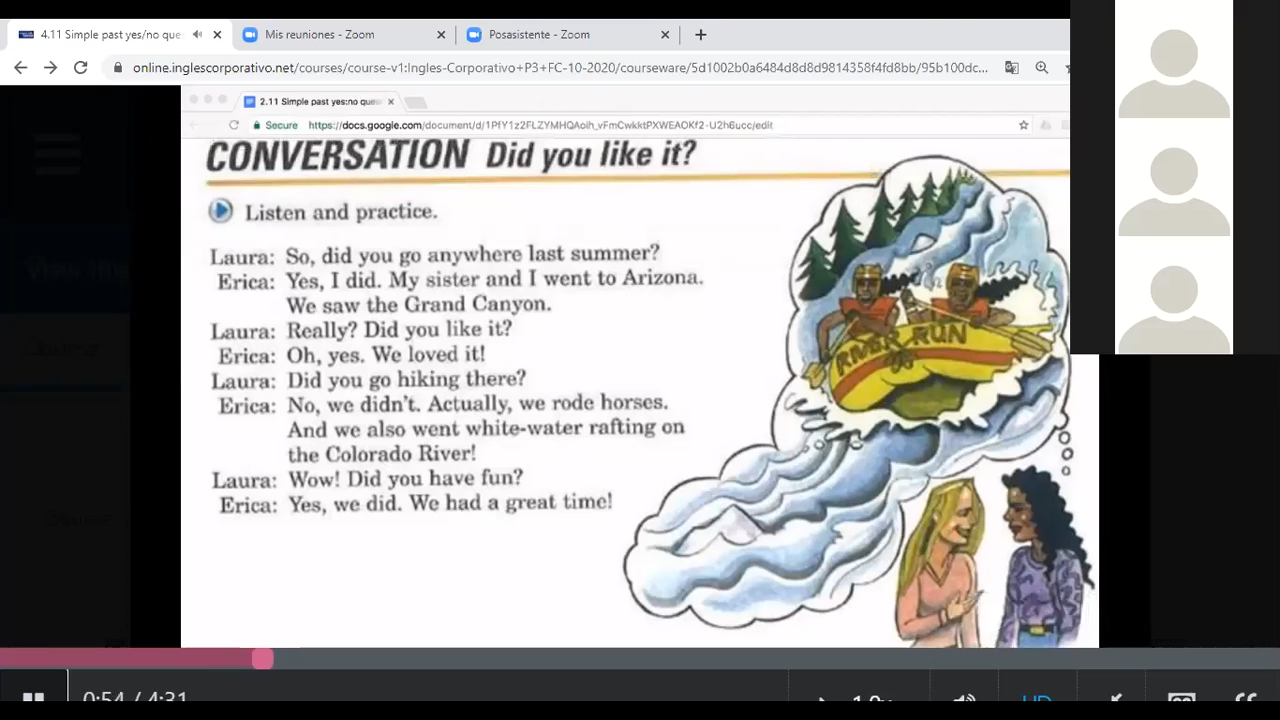 4.11 Simple past yes/no que
Mis reuniones - Zoom
Posasistente - Zoom
online.inglescorporativo.net/courses/course-v1:Ingles-Corporativo+P3+FC-10-2020/courseware/5d1002b0a6484d8d8d9814358f4fd8bb/95b100dc...
2.11 Simple past yes:no que
Secure https://docs.google.com/document/d/1PfY1z2FLZYMHQAoih_vFmCwkktPXWEAOKf2-U2h6ucc/edit
CONVERSATION Did you like it?
Listen and practice.
Laura: So, did you go anywhere last summer?
Erica: Yes, I did. My sister and I went to Arizona.
We saw the Grand Canyon.
Laura: Really? Did you like it?
Erica: Oh, yes. We loved it!
Laura: Did you go hiking there?
Erica: No, we didn't. Actually, we rode horses.
And we also went white-water rafting on
the Colorado River!
Laura: Wow! Did you have fun?
Erica: Yes, we did. We had a great time!
RIVER RUN
0:54 / 4:31
1.0x
HD